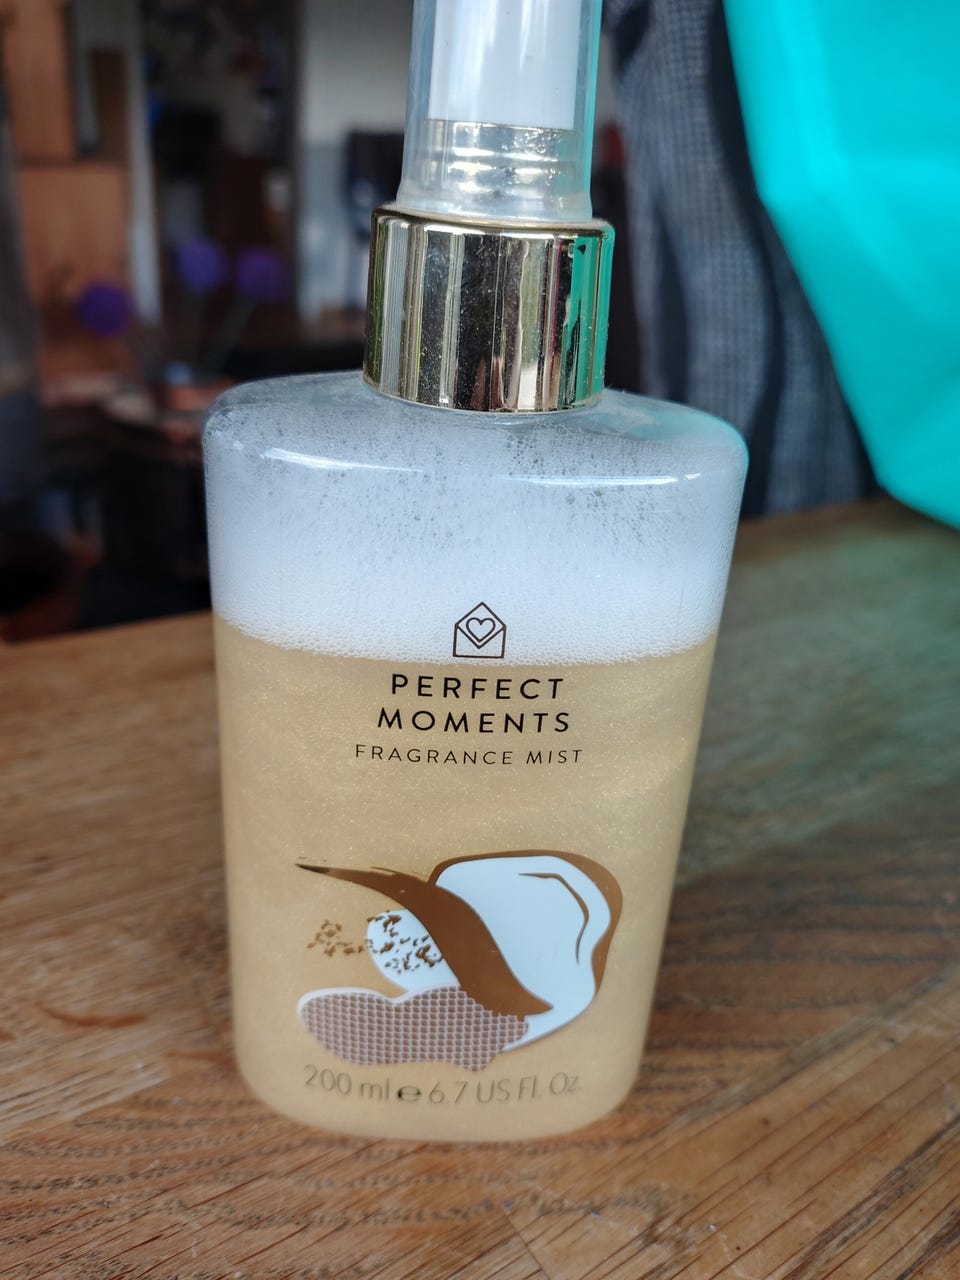 PERFECT
MOMENTS
FRAGRANCE MIST
200 ml ℮ 6.7 US Fl. Oz